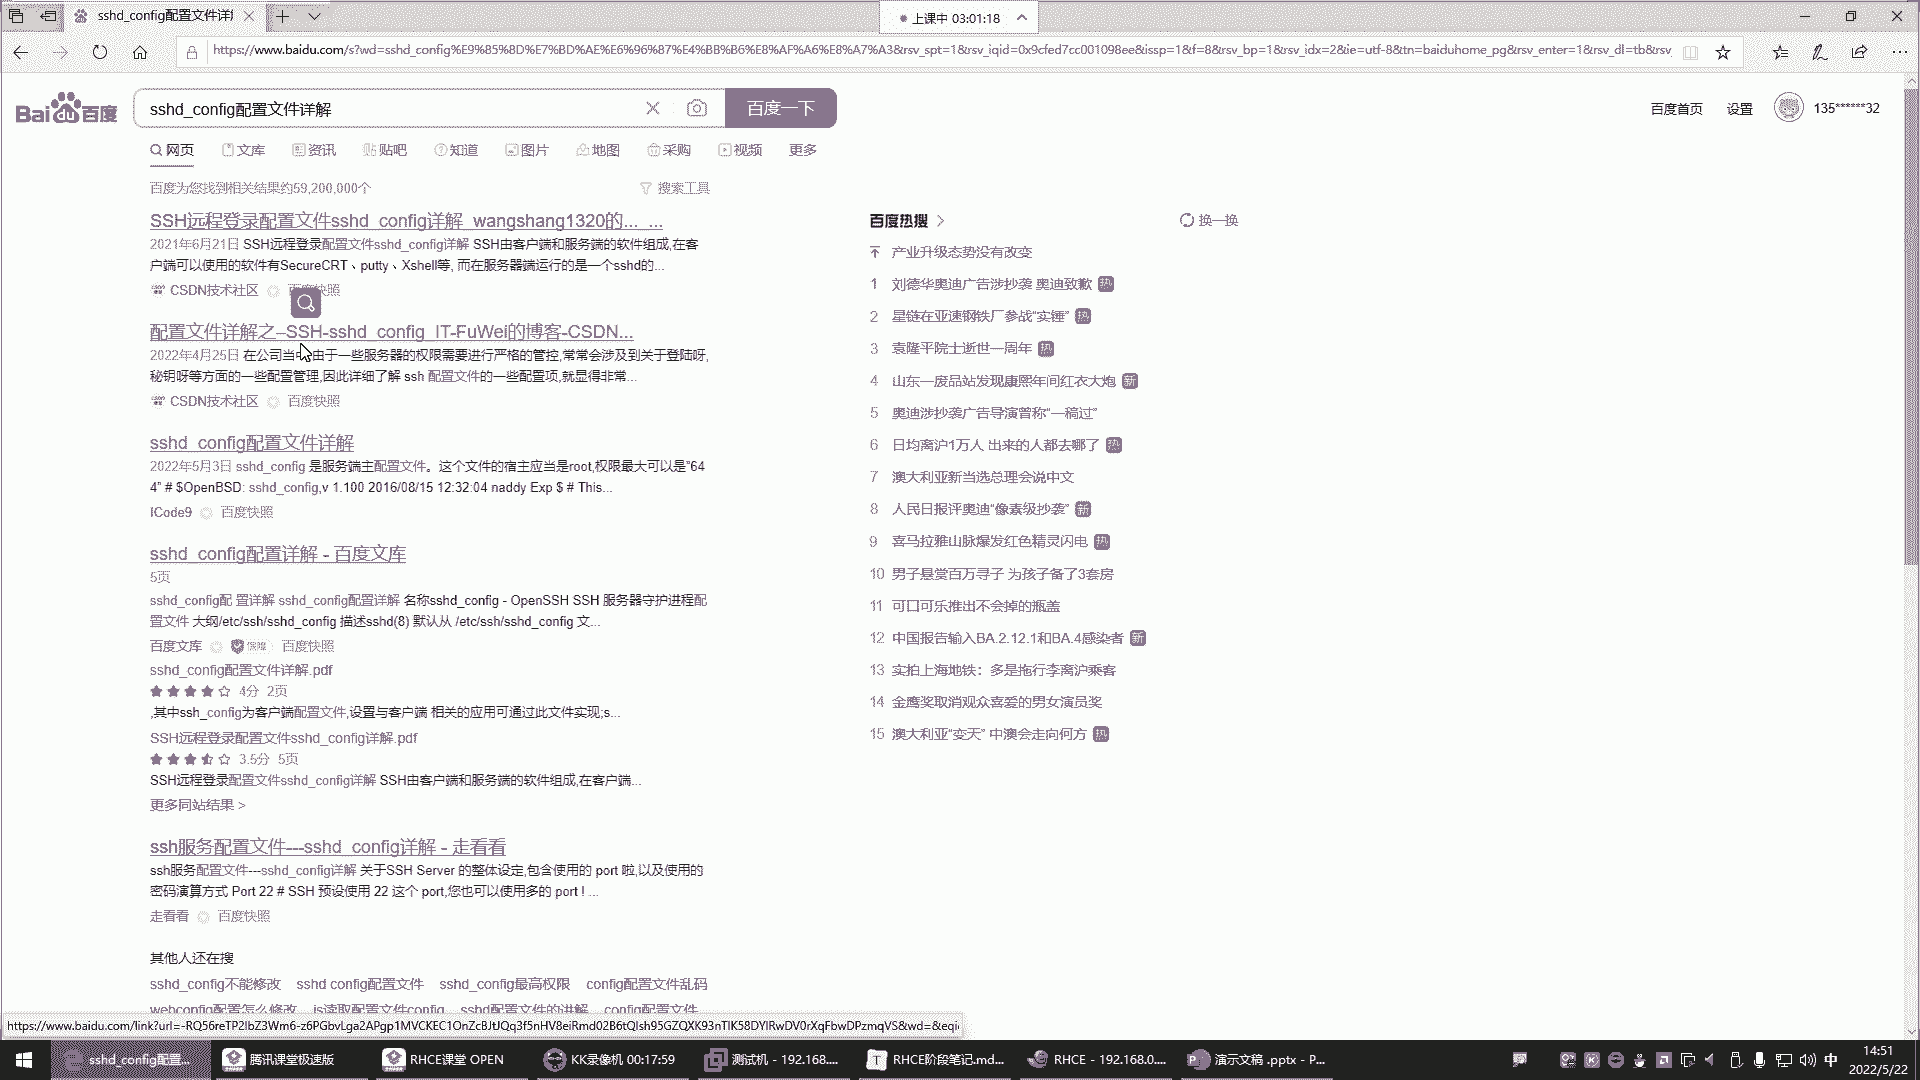 sshd_config配置文件详解
上课中 03:01:18
https://www.baidu.com/s?wd=sshd_config%E9%85%8D%E7%BD%AE%E6%96%87%E4%BB%B6%E8%AF%A6%E8%A7%A3&rsv_spt=1&rsv_iqid=0x9cfed7cc001098ee&issp=1&f=8&rsv_bp=1&rsv_idx=2&ie=utf-8&tn=baiduhome_pg&rsv_enter=1&rsv_dl=tb&rsv_
Bai百度
sshd_config配置文件详解
百度一下
百度首页 设置 135******32
网页 文库 资讯 贴吧 知道 图片 地图 采购 视频 更多
百度为您找到相关结果约59,200,000个
搜索工具
SSH远程登录配置文件sshd_config详解_wangshang1320的..._...
2021年6月21日 SSH远程登录配置文件sshd_config详解 SSH由客户端和服务端的软件组成,在客
户端可以使用的软件有SecureCRT、putty、Xshell等, 而在服务器端运行的是一个sshd的...
CSDN技术社区 百度快照
配置文件详解之--SSH-sshd_config_IT-FuWei的博客-CSDN...
2022年4月25日 在公司当中由于一些服务器的权限需要进行严格的管控,常常会涉及到关于登陆呀,
秘钥呀等方面的一些配置管理,因此详细了解 ssh 配置文件的一些配置项,就显得非常...
CSDN技术社区 百度快照
sshd_config配置文件详解
2022年5月3日 sshd_config 是服务端主配置文件。这个文件的宿主应当是root,权限最大可以是"64
4" # $OpenBSD: sshd_config,v 1.100 2016/08/15 12:32:04 naddy Exp $ # This...
ICode9 百度快照
sshd_config配置详解 - 百度文库
5页
sshd_config配 置详解 sshd_config配置详解 名称sshd_config - OpenSSH SSH 服务器守护进程配
置文件 大纲/etc/ssh/sshd_config 描述sshd(8) 默认从 /etc/ssh/sshd_config 文...
百度文库 保障 百度快照
sshd_config配置文件详解.pdf
4分 2页
,其中ssh_config为客户端配置文件,设置与客户端 相关的应用可通过此文件实现;s...
SSH远程登录配置文件sshd_config详解.pdf
3.5分 5页
SSH远程登录配置文件sshd_config详解 SSH由客户端和服务端的软件组成,在客户端...
更多同站结果 >
ssh服务配置文件---sshd_config详解 - 走看看
ssh服务配置文件---sshd_config详解 关于SSH Server 的整体设定,包含使用的 port 啦,以及使用的
密码演算方式 Port 22 # SSH 预设使用 22 这个 port,您也可以使用多的 port ! ...
走看看 百度快照
其他人还在搜
sshd_config不能修改 sshd config配置文件 sshd_config最高权限 config配置文件乱码
webconfig配置怎么修改 js读取配置文件config sshd配置文件的讲解 config配置文件
百度热搜
换一换
产业升级态势没有改变
1 刘德华奥迪广告涉抄袭 奥迪致歉 热
2 星链在亚速钢铁厂参战"实锤" 热
3 袁隆平院士逝世一周年 热
4 山东一废品站发现康熙年间红衣大炮 新
5 奥迪涉抄袭广告导演曾称"一稿过"
6 日均离沪1万人 出来的人都去哪了 热
7 澳大利亚新当选总理会说中文
8 人民日报评奥迪"像素级抄袭" 新
9 喜马拉雅山脉爆发红色精灵闪电 热
10 男子悬赏百万寻子 为孩子备了3套房
11 可口可乐推出不会掉的瓶盖
12 中国报告输入BA.2.12.1和BA.4感染者 新
13 实拍上海地铁：多是拖行李离沪乘客
14 金鹰奖取消观众喜爱的男女演员奖
15 澳大利亚"变天" 中澳会走向何方 热
sshd_config配置...
腾讯课堂极速版
RHCE课堂 OPEN
KK录像机 00:17:59
测试机 - 192.168....
RHCE阶段笔记.md...
RHCE - 192.168.0....
演示文稿 .pptx - P...
中
14:51
2022/5/22